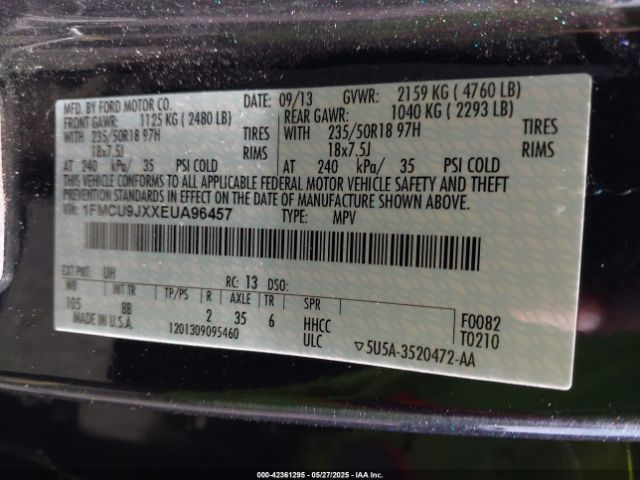 MFD. BY FORD MOTOR CO.
DATE: 09/13 GVWR: 2159 KG ( 4760 LB)
FRONT GAWR: 1125 KG ( 2480 LB)
REAR GAWR: 1040 KG ( 2293 LB)
WITH 235/50R18 97H TIRES
WITH 235/50R18 97H TIRES
18x7.5J RIMS
18x7.5J RIMS
AT 240 kPa/ 35 PSI COLD
AT 240 kPa/ 35 PSI COLD
THIS VEHICLE CONFORMS TO ALL APPLICABLE FEDERAL MOTOR VEHICLE SAFETY AND THEFT
PREVENTION STANDARDS IN EFFECT ON THE DATE OF MANUFACTURE SHOWN ABOVE.
VIN: 1FMCU9JXXEUA96457 TYPE: MPV
EXT PNT: UH RC: 13 DSO:
WB INT TR TP/PS R AXLE TR SPR
105 8B 2 35 6 HHCC F0082
MADE IN U.S.A. 1201309095460 ULC T0210
▽5U5A-3520472-AA
000-42361295 - 05/27/2025 - IAA Inc.